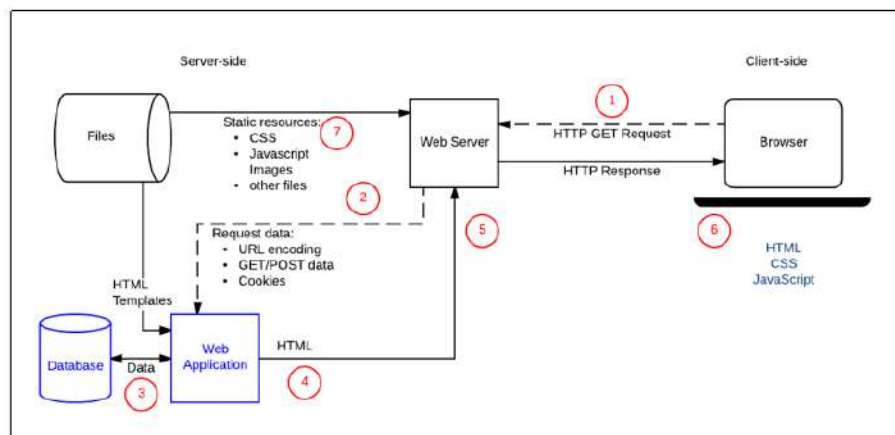 Server-side
Client-side
1
Files
Static resources:
7
CSS
Javascript
Images
other files
Web Server
HTTP GET Request
HTTP Response
Browser
2
Request data:
URL encoding
GET/POST data
Cookies
5
6
HTML
CSS
JavaScript
HTML
Templates
Database
Data
3
Web
Application
HTML
4